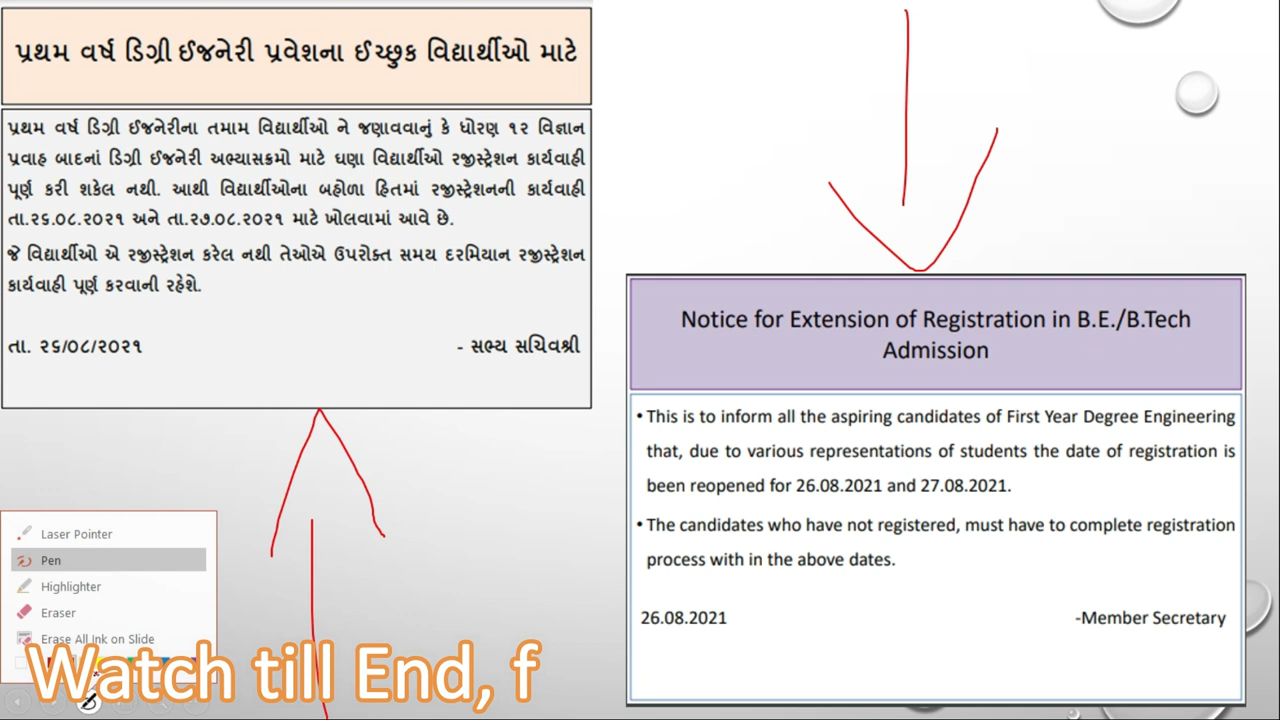 પ્રથમ વર્ષ ડિગ્રી ઈજનેરી પ્રવેશના ઈચ્છુક વિદ્યાર્થીઓ માટે
પ્રથમ વર્ષ ડિગ્રી ઈજનેરીના તમામ વિદ્યાર્થીઓ ને જણાવવાનું કે ધોરણ ૧૨ વિજ્ઞાન
પ્રવાહ બાદનાં ડિગ્રી ઈજનેરી અભ્યાસક્રમો માટે ઘણા વિદ્યાર્થીઓ રજીસ્ટ્રેશન કાર્યવાહી
પૂર્ણ કરી શકેલ નથી. આથી વિદ્યાર્થીઓના બહોળા હિતમાં રજીસ્ટ્રેશનની કાર્યવાહી
તા.૨૬.૦૮.૨૦૨૧ અને તા.૨૭.૦૮.૨૦૨૧ માટે ખોલવામાં આવે છે.
જે વિદ્યાર્થીઓ એ રજીસ્ટ્રેશન કરેલ નથી તેઓએ ઉપરોક્ત સમય દરમિયાન રજીસ્ટ્રેશન
કાર્યવાહી પૂર્ણ કરવાની રહેશે.
તા. ૨૬/૦૮/૨૦૨૧ - સભ્ય સચિવશ્રી
Notice for Extension of Registration in B.E./B.Tech
Admission
• This is to inform all the aspiring candidates of First Year Degree Engineering
that, due to various representations of students the date of registration is
been reopened for 26.08.2021 and 27.08.2021.
• The candidates who have not registered, must have to complete registration
process with in the above dates.
26.08.2021 -Member Secretary
Laser Pointer
Pen
Highlighter
Eraser
Erase All Ink on Slide
Watch till End, f